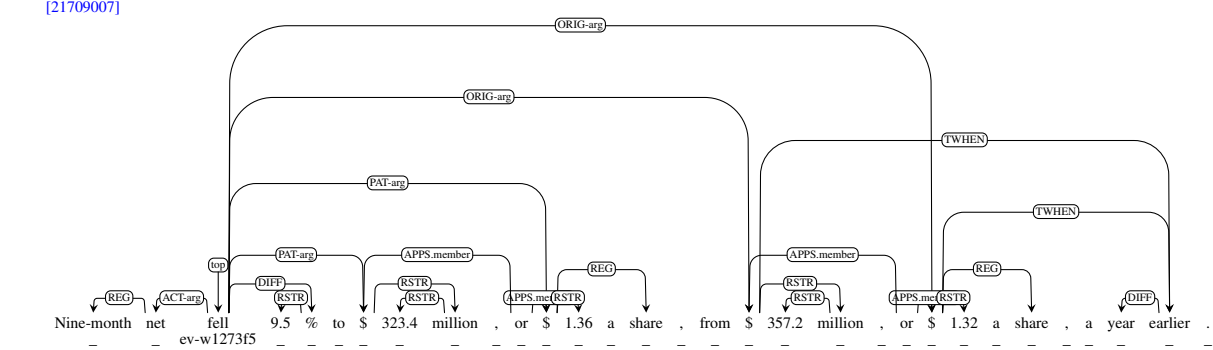 [21709007]
ORIG-arg
ORIG-arg
TWHEN
PAT-arg
TWHEN
PAT-arg APPS.member APPS.member
top REG REG
DIFF RSTR RSTR
REG ACT-arg RSTR RSTR APPS.me RSTR RSTR APPS.me RSTR DIFF
Nine-month net fell 9.5 % to $ 323.4 million , or $ 1.36 a share , from $ 357.2 million , or $ 1.32 a share , a year earlier .
_ _ ev-w1273f5 _ _ _ _ _ _ _ _ _ _ _ _ _ _ _ _ _ _ _ _ _ _ _ _ _ _ _